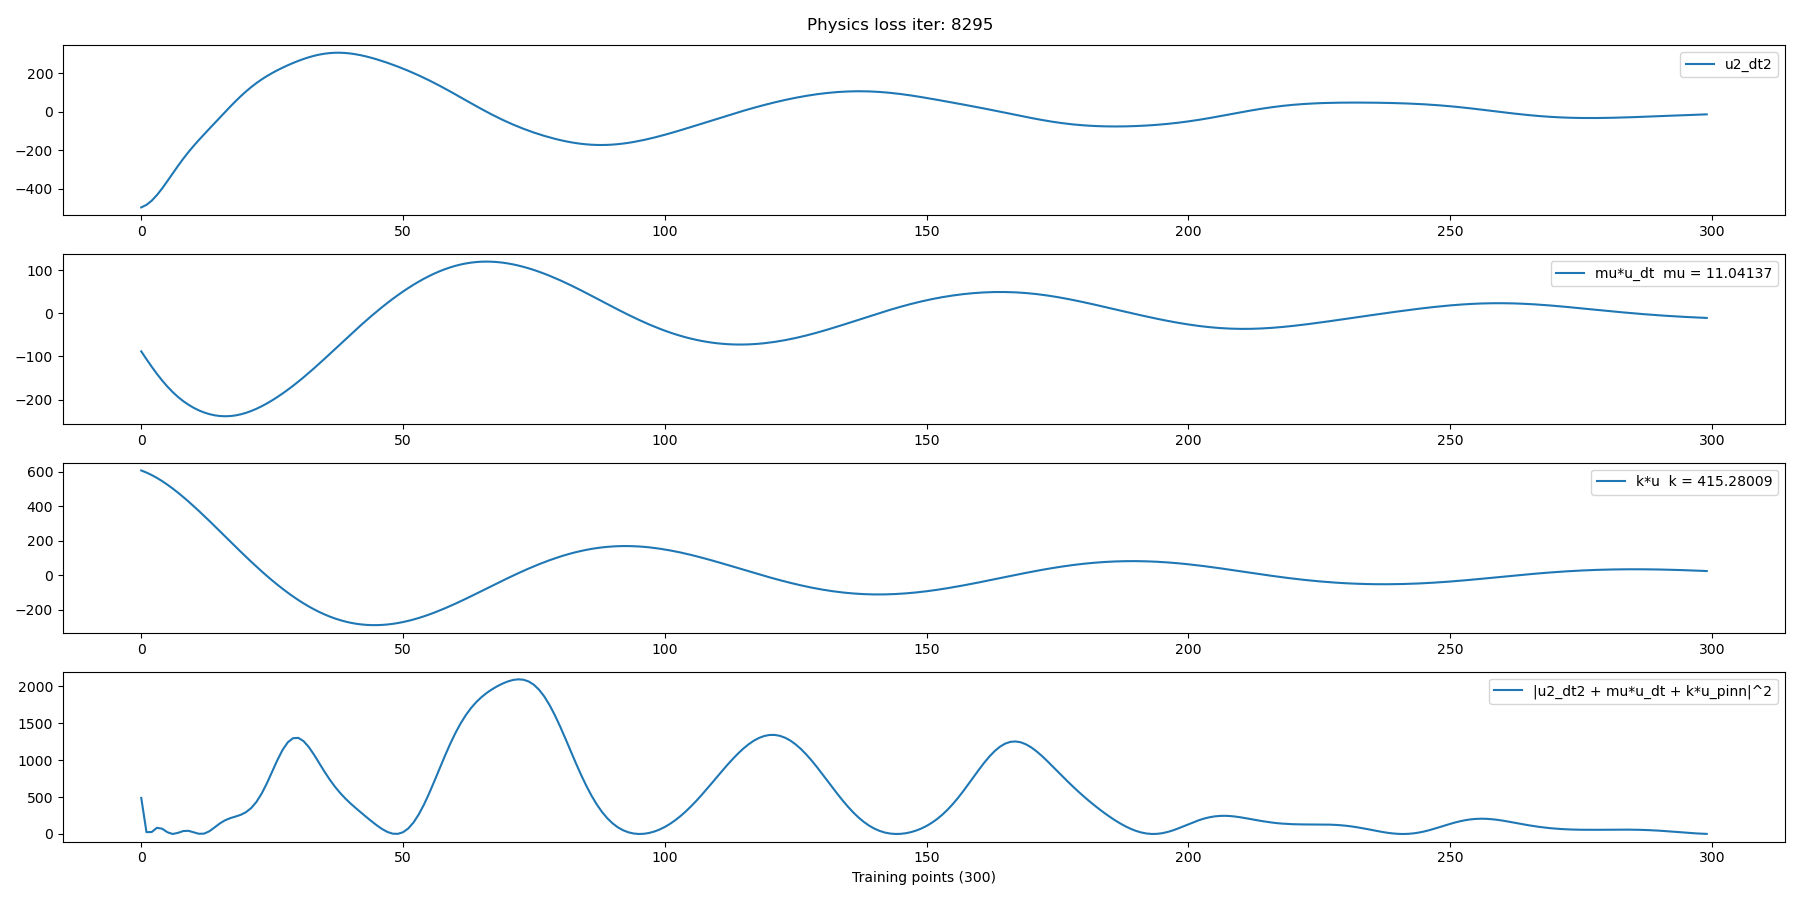 Physics loss iter: 8295
u2_dt2
200
0
−200
−400
0 50 100 150 200 250 300
mu*u_dt  mu = 11.04137
100
0
−100
−200
0 50 100 150 200 250 300
k*u  k = 415.28009
600
400
200
0
−200
0 50 100 150 200 250 300
|u2_dt2 + mu*u_dt + k*u_pinn|^2
2000
1500
1000
500
0
0 50 100 150 200 250 300
Training points (300)